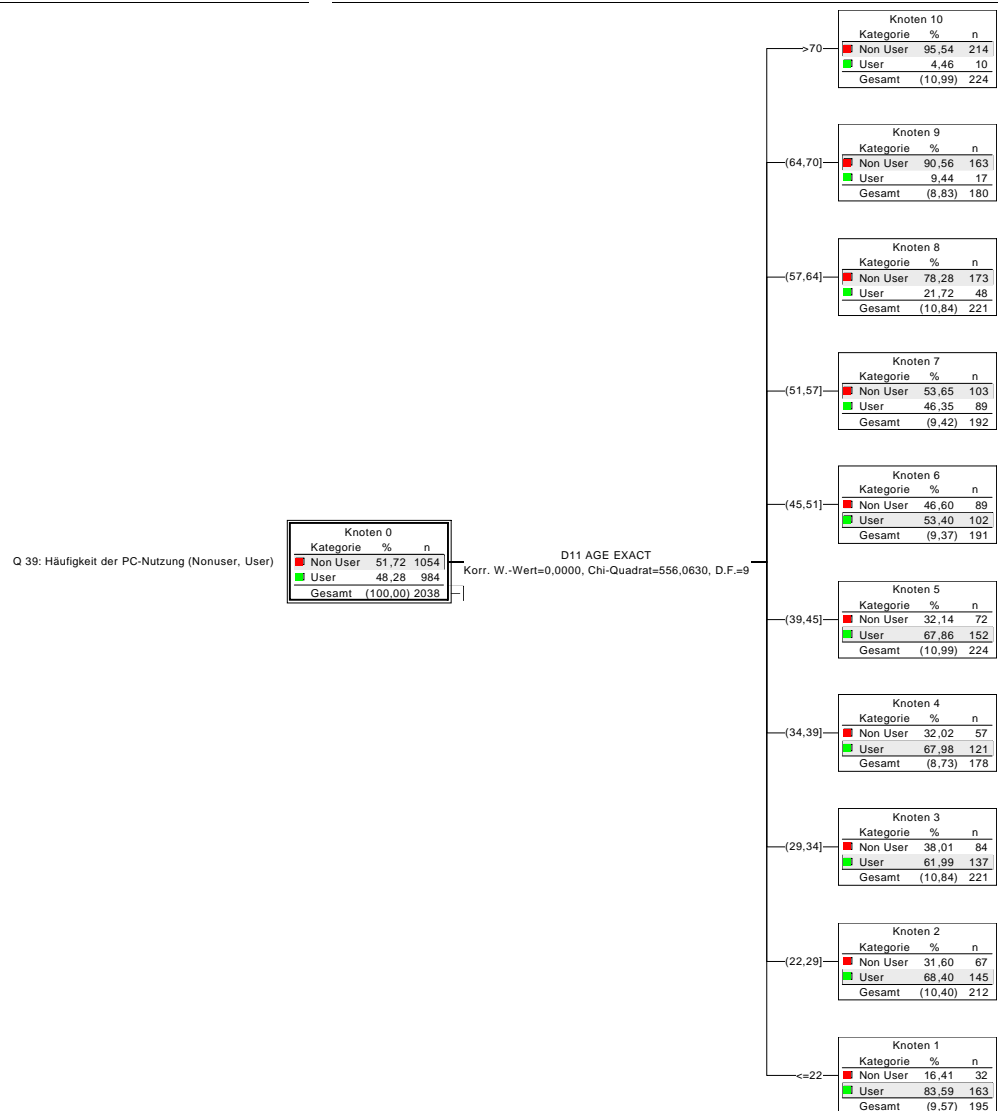 Knoten 10
Kategorie % n
>70
Non User 95,54 214
User 4,46 10
Gesamt (10,99) 224
Knoten 9
Kategorie % n
(64,70]
Non User 90,56 163
User 9,44 17
Gesamt (8,83) 180
Knoten 8
Kategorie % n
(57,64]
Non User 78,28 173
User 21,72 48
Gesamt (10,84) 221
Knoten 7
Kategorie % n
(51,57]
Non User 53,65 103
User 46,35 89
Gesamt (9,42) 192
Knoten 6
Kategorie % n
(45,51]
Non User 46,60 89
User 53,40 102
Gesamt (9,37) 191
Q 39: Häufigkeit der PC-Nutzung (Nonuser, User)
Knoten 0
Kategorie % n
Non User 51,72 1054
User 48,28 984
Gesamt (100,00) 2038
D11 AGE EXACT
Korr. W.-Wert=0,0000, Chi-Quadrat=556,0630, D.F.=9
Knoten 5
Kategorie % n
(39,45]
Non User 32,14 72
User 67,86 152
Gesamt (10,99) 224
Knoten 4
Kategorie % n
(34,39]
Non User 32,02 57
User 67,98 121
Gesamt (8,73) 178
Knoten 3
Kategorie % n
(29,34]
Non User 38,01 84
User 61,99 137
Gesamt (10,84) 221
Knoten 2
Kategorie % n
(22,29]
Non User 31,60 67
User 68,40 145
Gesamt (10,40) 212
Knoten 1
Kategorie % n
<=22
Non User 16,41 32
User 83,59 163
Gesamt (9,57) 195